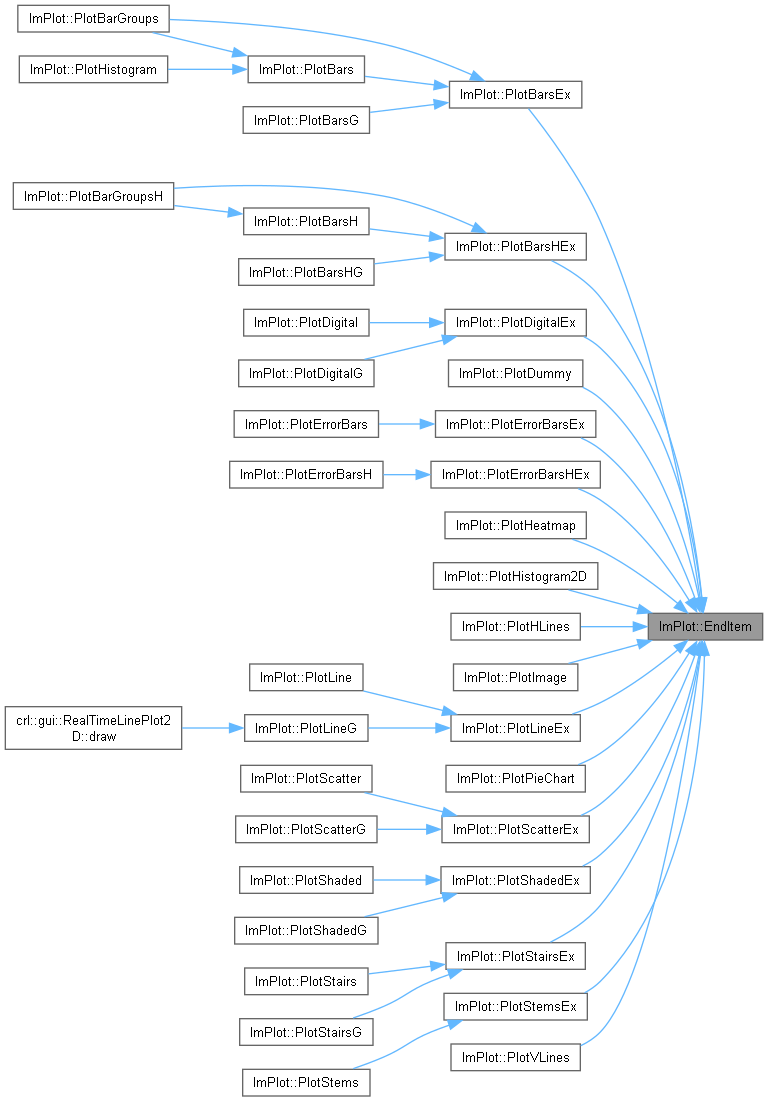 ImPlot::PlotBarGroups
ImPlot::PlotHistogram
ImPlot::PlotBars
ImPlot::PlotBarsEx
ImPlot::PlotBarsG
ImPlot::PlotBarGroupsH
ImPlot::PlotBarsH
ImPlot::PlotBarsHEx
ImPlot::PlotBarsHG
ImPlot::PlotDigital
ImPlot::PlotDigitalEx
ImPlot::PlotDigitalG
ImPlot::PlotDummy
ImPlot::PlotErrorBars
ImPlot::PlotErrorBarsEx
ImPlot::PlotErrorBarsH
ImPlot::PlotErrorBarsHEx
ImPlot::PlotHeatmap
ImPlot::PlotHistogram2D
ImPlot::PlotHLines
ImPlot::EndItem
ImPlot::PlotImage
ImPlot::PlotLine
crl::gui::RealTimeLinePlot2
D::draw
ImPlot::PlotLineG
ImPlot::PlotLineEx
ImPlot::PlotScatter
ImPlot::PlotPieChart
ImPlot::PlotScatterG
ImPlot::PlotScatterEx
ImPlot::PlotShaded
ImPlot::PlotShadedEx
ImPlot::PlotShadedG
ImPlot::PlotStairsEx
ImPlot::PlotStairs
ImPlot::PlotStemsEx
ImPlot::PlotStairsG
ImPlot::PlotVLines
ImPlot::PlotStems